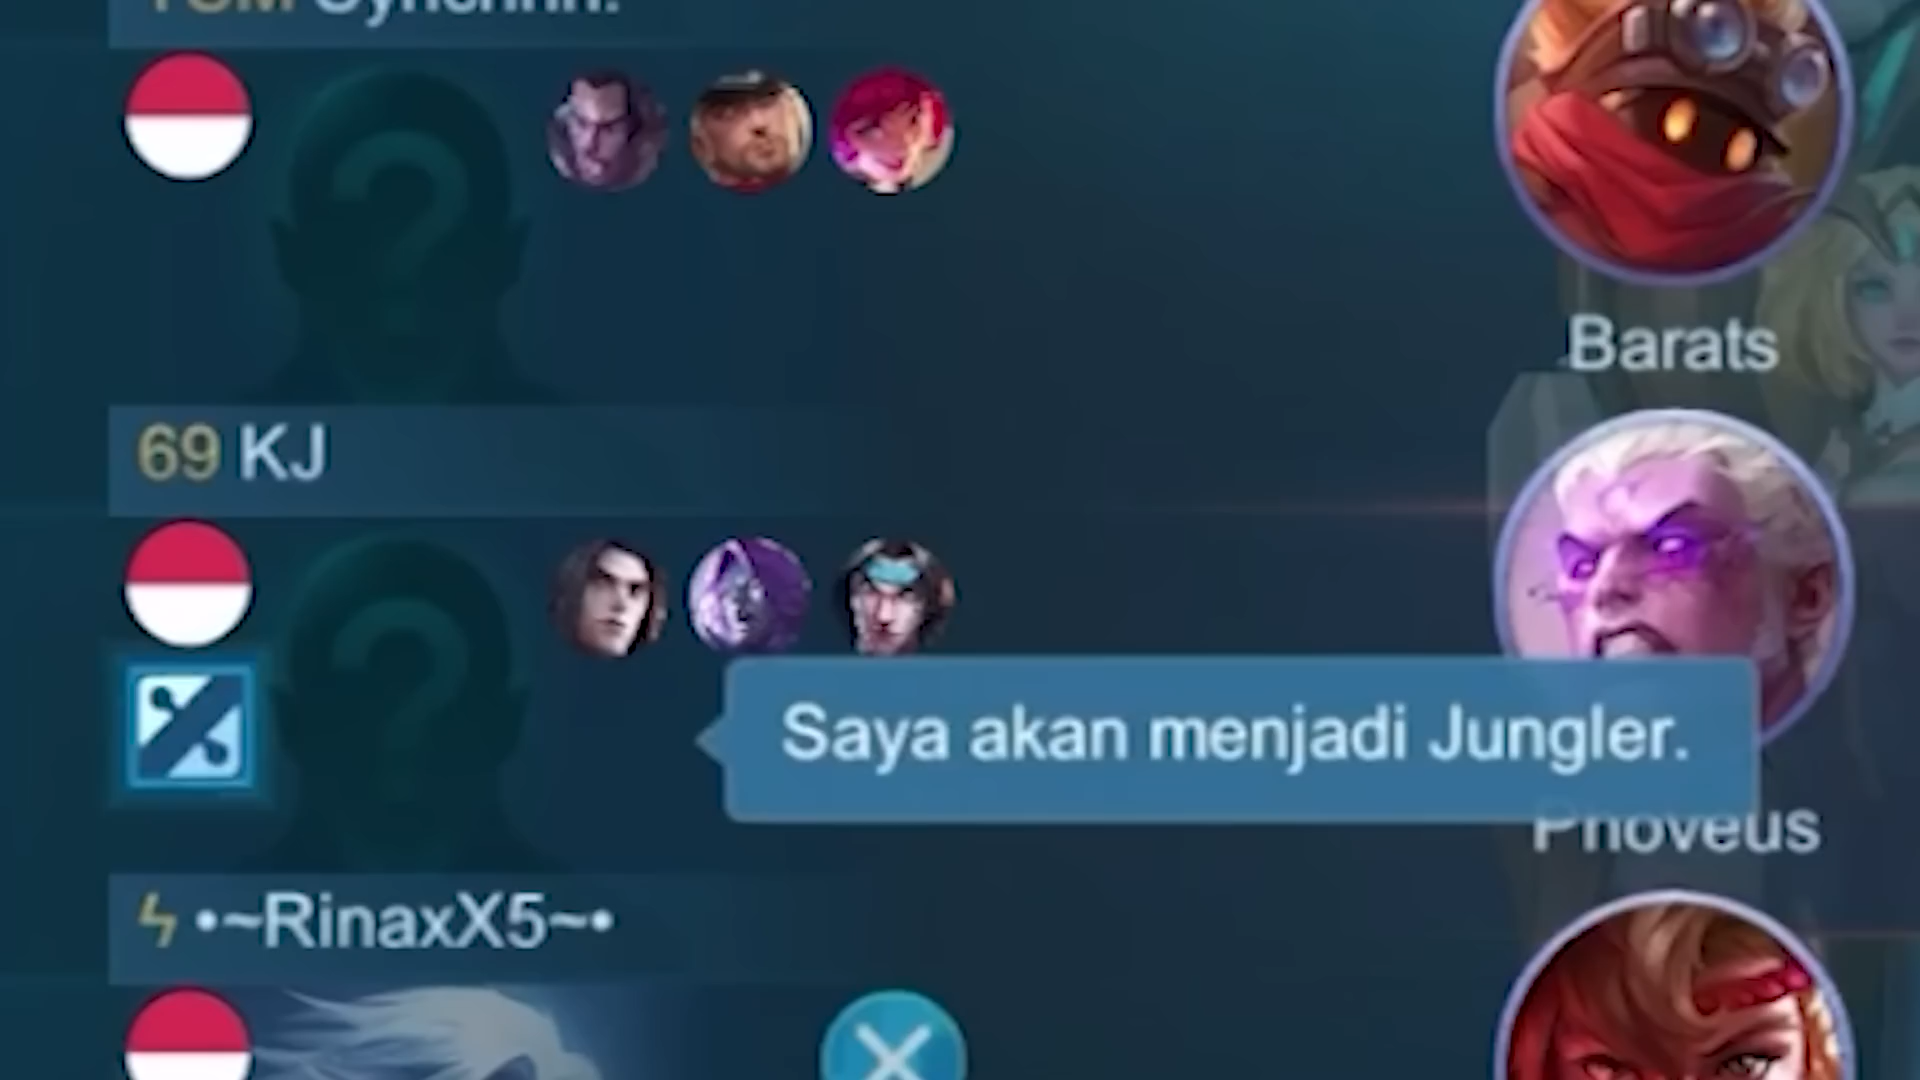 Barats
69 KJ
Saya akan menjadi Jungler.
Phoveus
ϟ •~RinaxX5~•